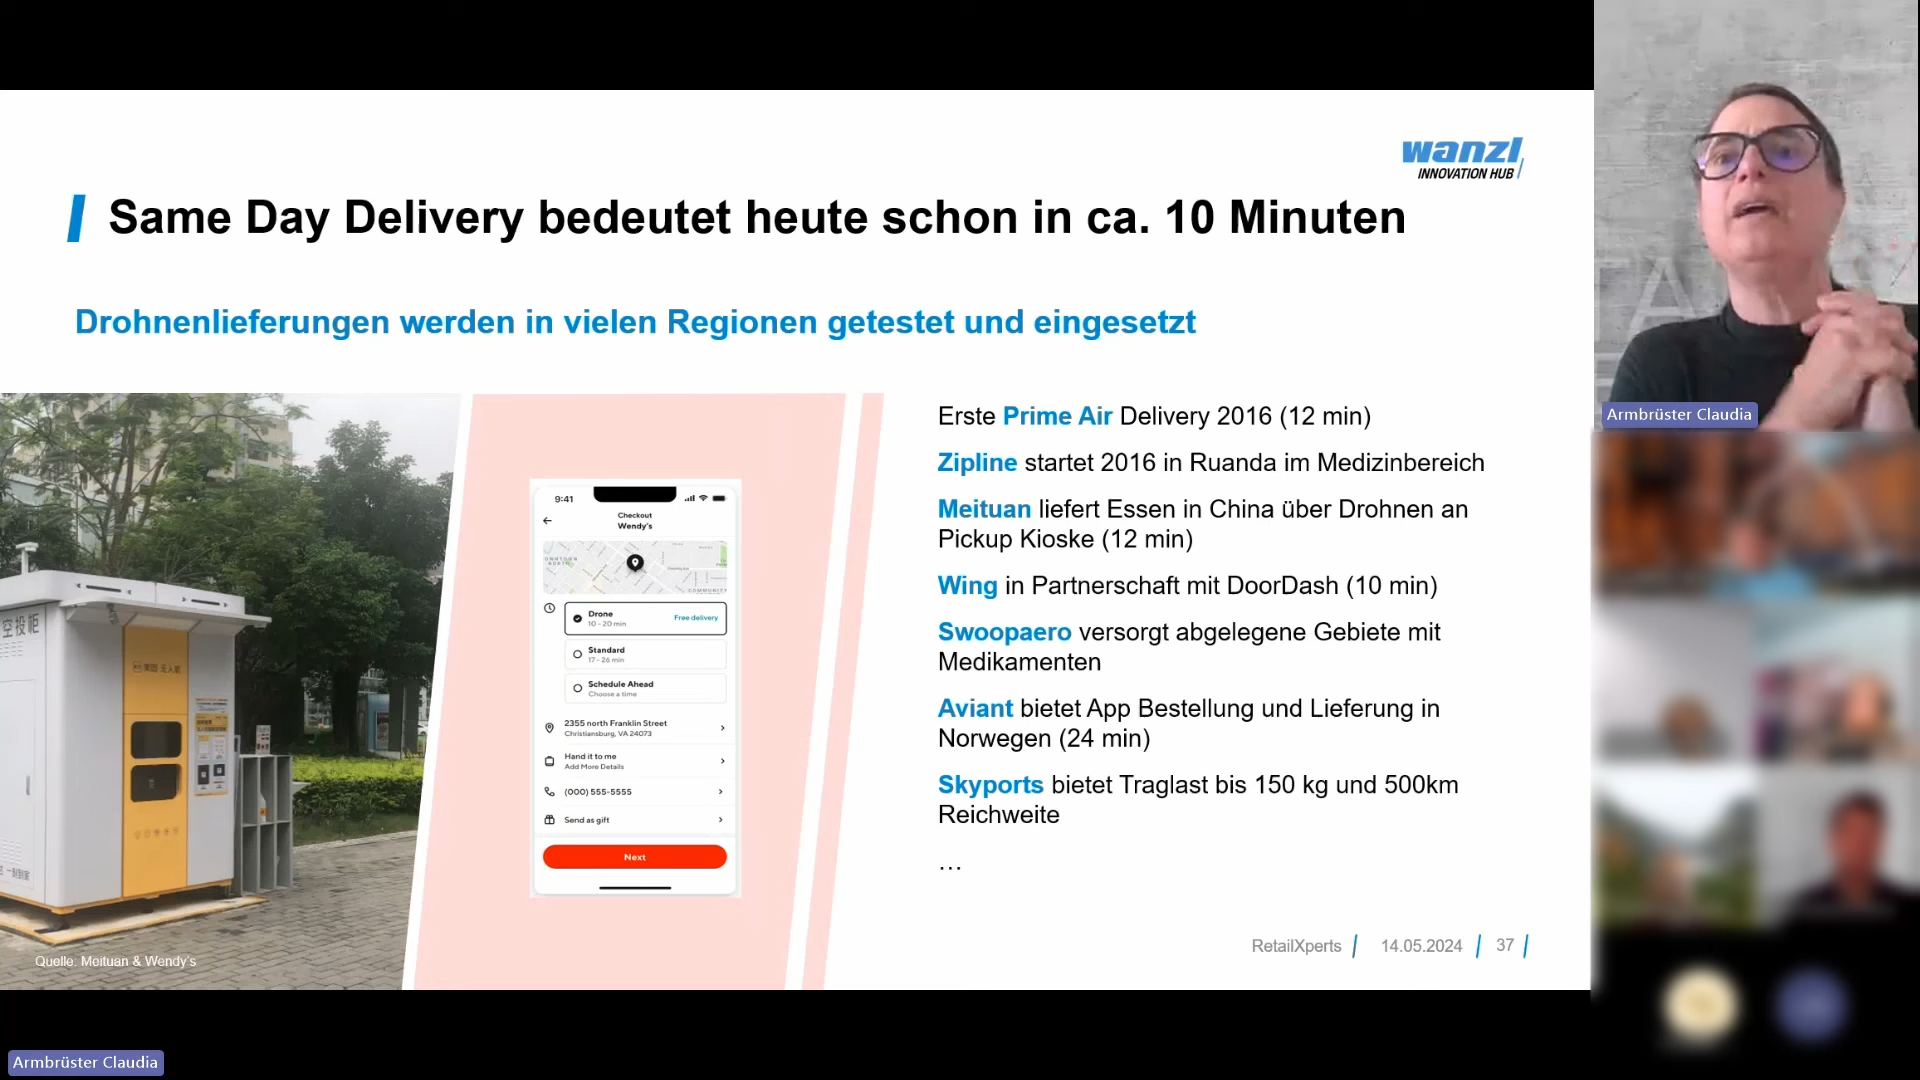 wanzl
INNOVATION HUB
Same Day Delivery bedeutet heute schon in ca. 10 Minuten
Drohnenlieferungen werden in vielen Regionen getestet und eingesetzt
空投柜
9:41
Checkout
Wendy's
COMMUNITY
Drone
10 - 20 min
Free delivery
Standard
17 - 26 min
Schedule Ahead
Choose a time
2355 north Franklin Street
Christiansburg, VA 24073
Hand it to me
Add More Details
(000) 555-5555
Send as gift
Next
Quelle: Meituan & Wendy's
Erste Prime Air Delivery 2016 (12 min)
Zipline startet 2016 in Ruanda im Medizinbereich
Meituan liefert Essen in China über Drohnen an
Pickup Kioske (12 min)
Wing in Partnerschaft mit DoorDash (10 min)
Swoopaero versorgt abgelegene Gebiete mit
Medikamenten
Aviant bietet App Bestellung und Lieferung in
Norwegen (24 min)
Skyports bietet Traglast bis 150 kg und 500km
Reichweite
…
RetailXperts
14.05.2024
37
Armbrüster Claudia
Armbrüster Claudia